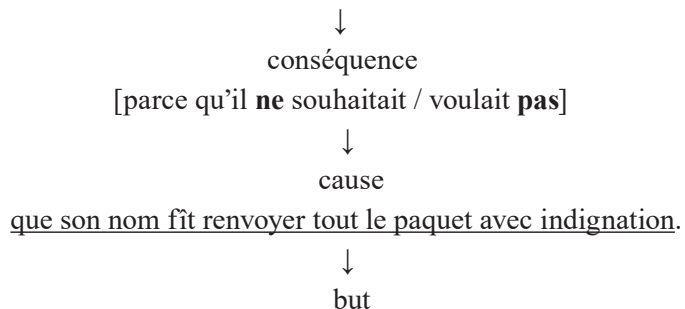 ↓
conséquence
[parce qu’il ne souhaitait / voulait pas]
↓
cause
que son nom fît renvoyer tout le paquet avec indignation.
↓
but